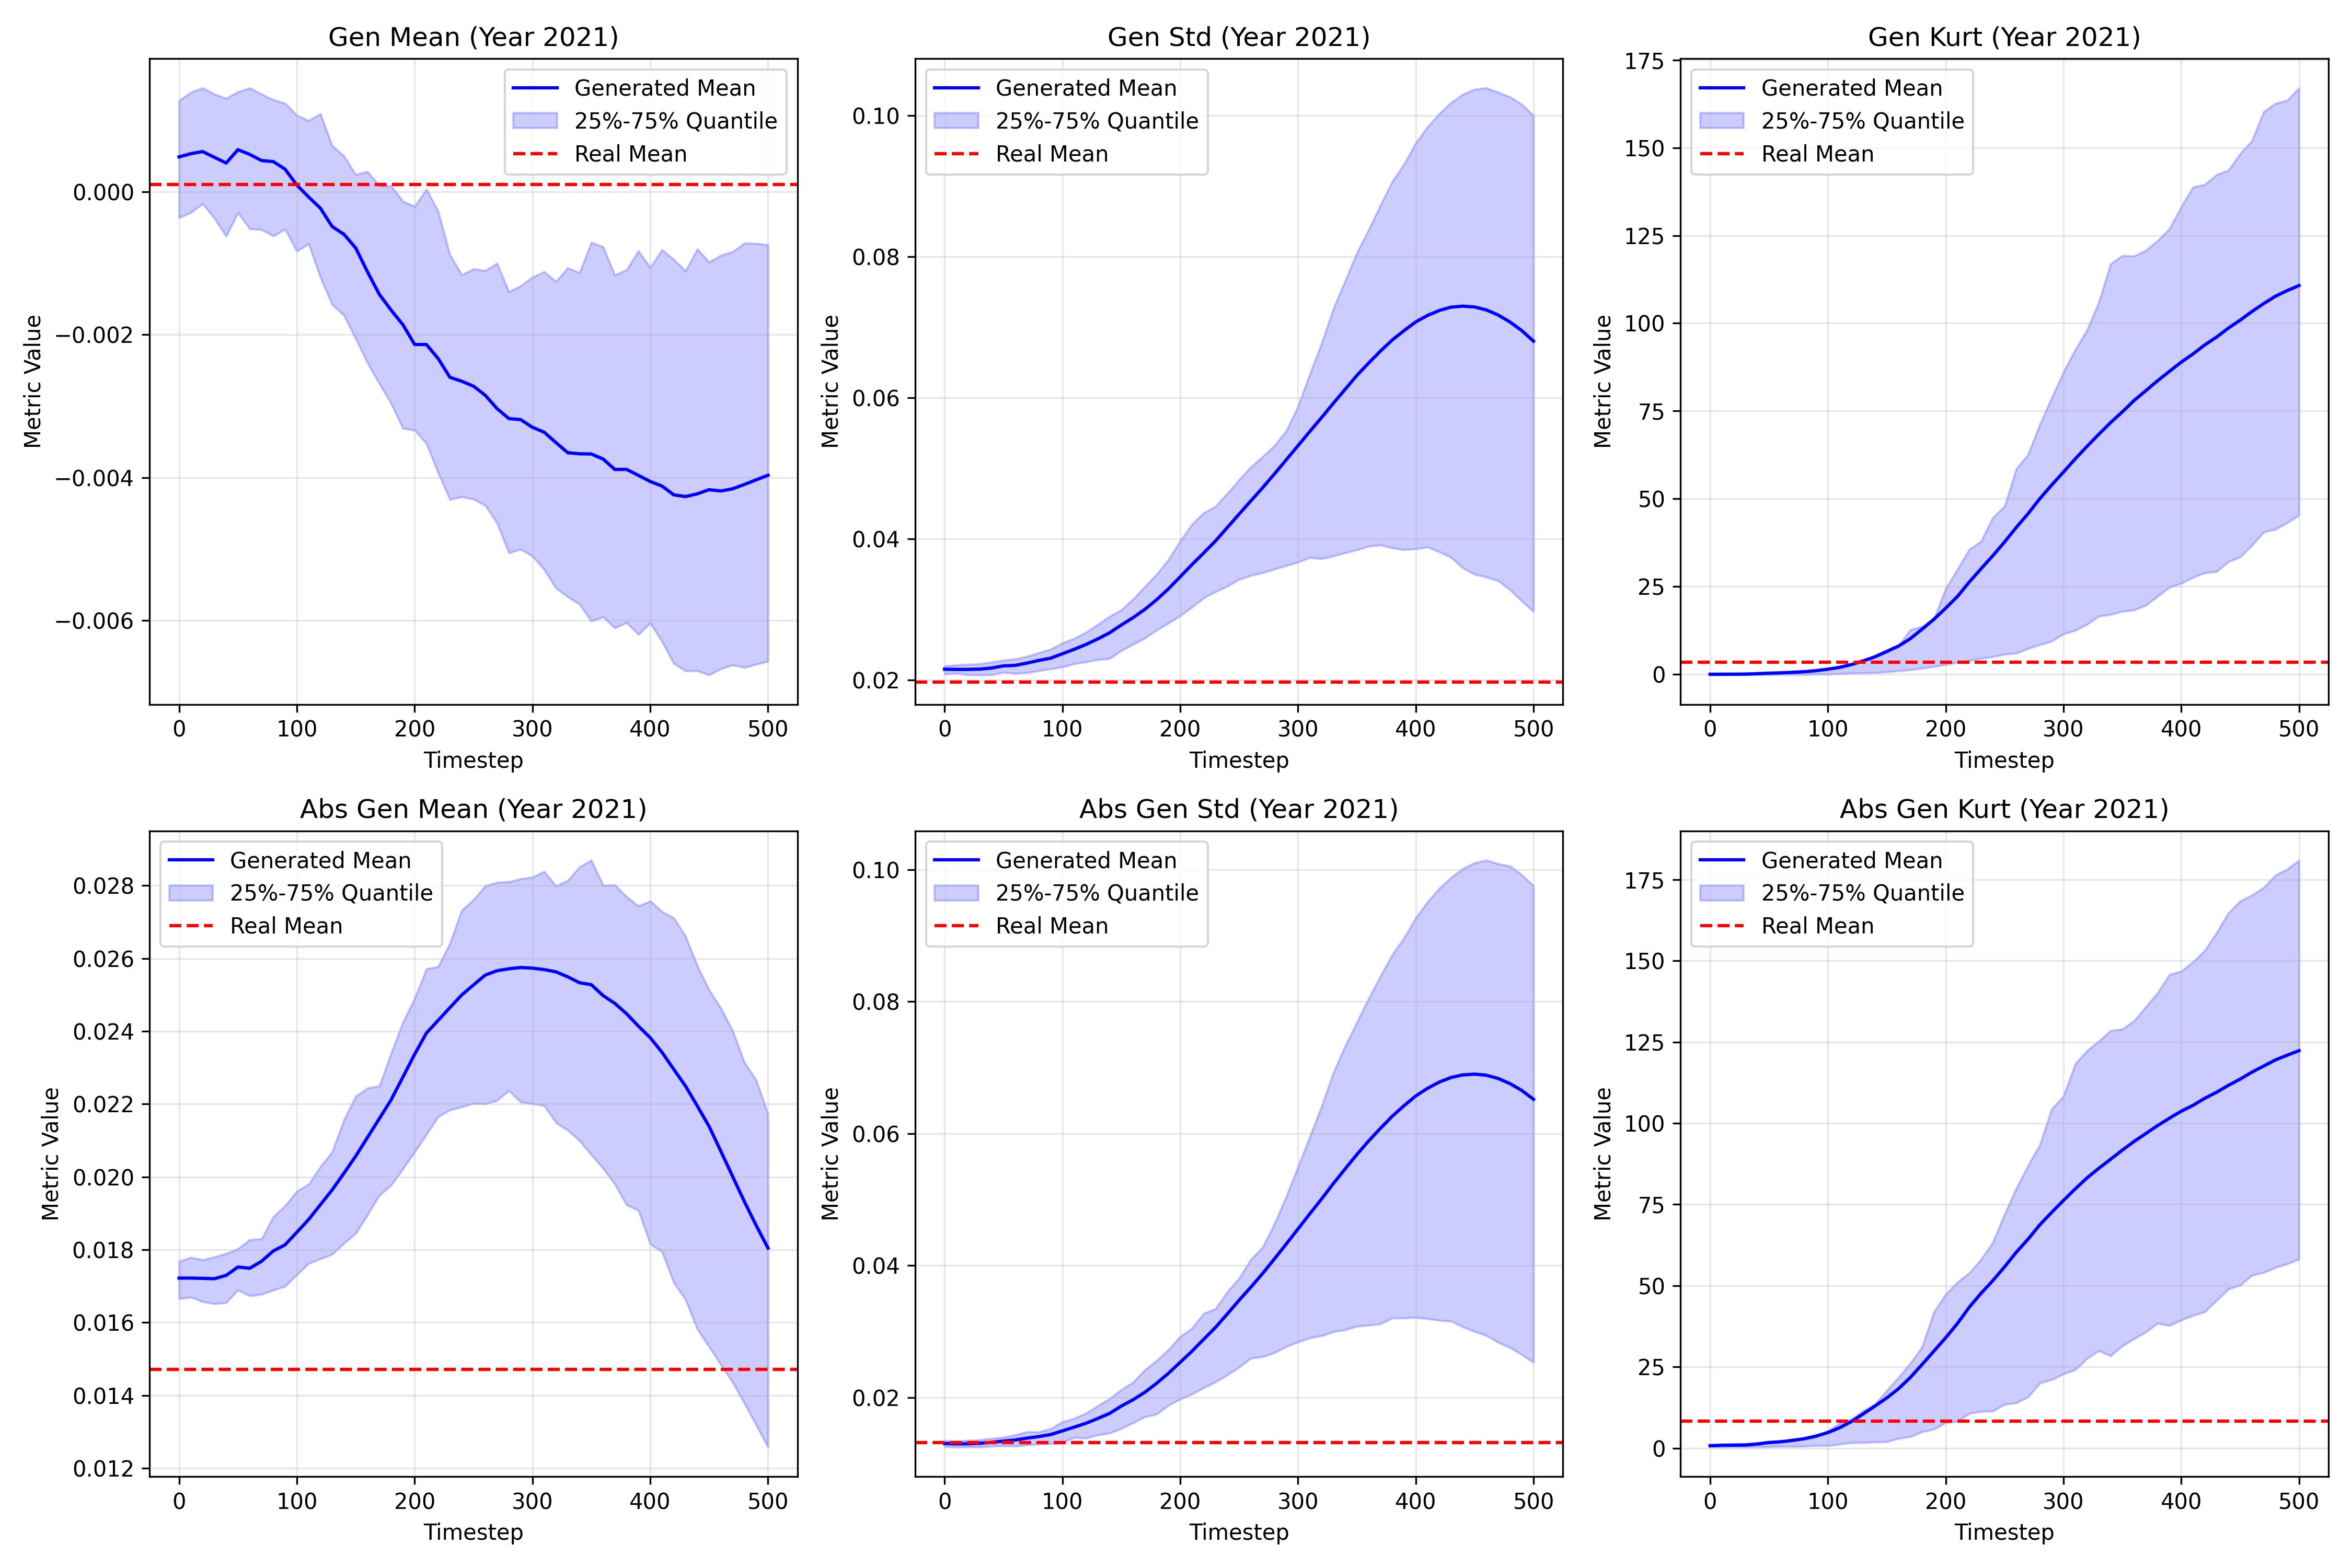 Gen Mean (Year 2021)
Generated Mean
25%-75% Quantile
Real Mean
Metric Value
0.000
−0.002
−0.004
−0.006
0 100 200 300 400 500
Timestep
Gen Std (Year 2021)
Generated Mean
25%-75% Quantile
Real Mean
Metric Value
0.10
0.08
0.06
0.04
0.02
0 100 200 300 400 500
Timestep
Gen Kurt (Year 2021)
Generated Mean
25%-75% Quantile
Real Mean
Metric Value
175
150
125
100
75
50
25
0
0 100 200 300 400 500
Timestep
Abs Gen Mean (Year 2021)
Generated Mean
25%-75% Quantile
Real Mean
Metric Value
0.028
0.026
0.024
0.022
0.020
0.018
0.016
0.014
0.012
0 100 200 300 400 500
Timestep
Abs Gen Std (Year 2021)
Generated Mean
25%-75% Quantile
Real Mean
Metric Value
0.10
0.08
0.06
0.04
0.02
0 100 200 300 400 500
Timestep
Abs Gen Kurt (Year 2021)
Generated Mean
25%-75% Quantile
Real Mean
Metric Value
175
150
125
100
75
50
25
0
0 100 200 300 400 500
Timestep